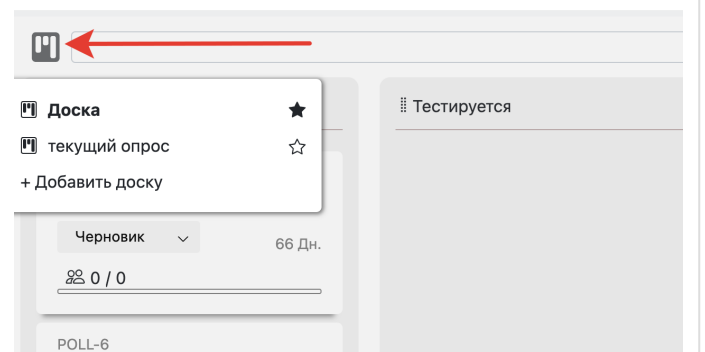 Доска
Тестируется
текущий опрос
+ Добавить доску
Черновик
66 Дн.
0 / 0
POLL-6